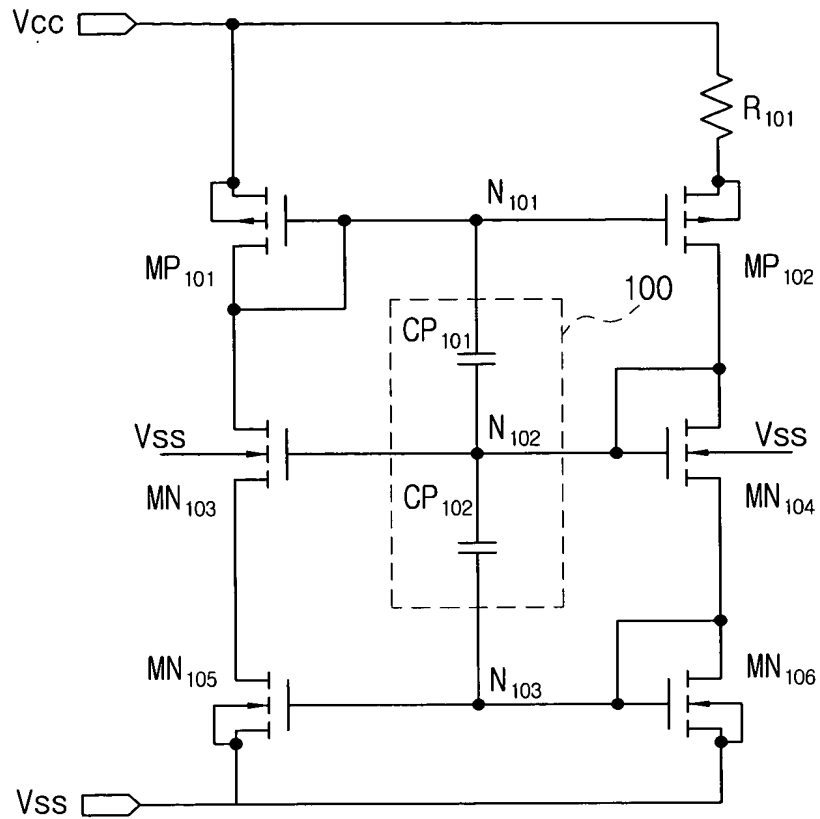 Vcc
R101
N101
MP101
MP102
100
CP101
Vss
N102
Vss
MN103
CP102
MN104
MN105
N103
MN106
Vss